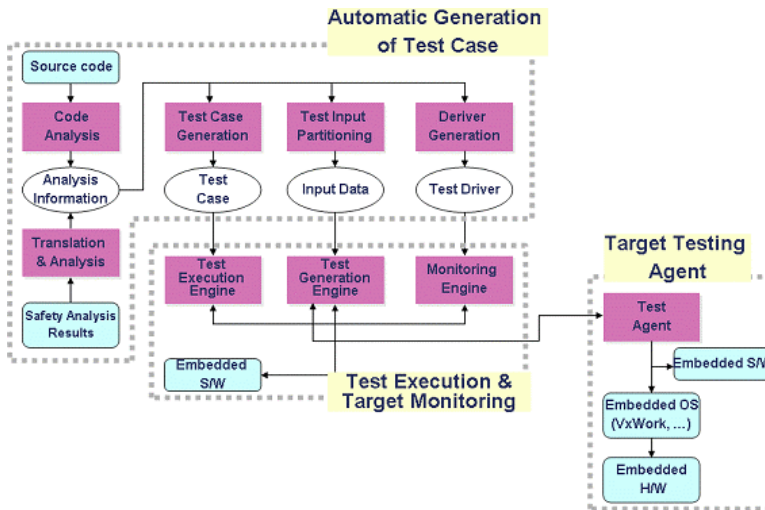 Automatic Generation
of Test Case
Source code
Code
Analysis
Test Case
Generation
Test Input
Partitioning
Deriver
Generation
Analysis
Information
Test
Case
Input Data
Test Driver
Translation
& Analysis
Safety Analysis
Results
Test
Execution
Engine
Test
Generation
Engine
Monitoring
Engine
Embedded
S/W
Test Execution &
Target Monitoring
Target Testing
Agent
Test
Agent
Embedded S/W
Embedded OS
(VxWork, ...)
Embedded
H/W